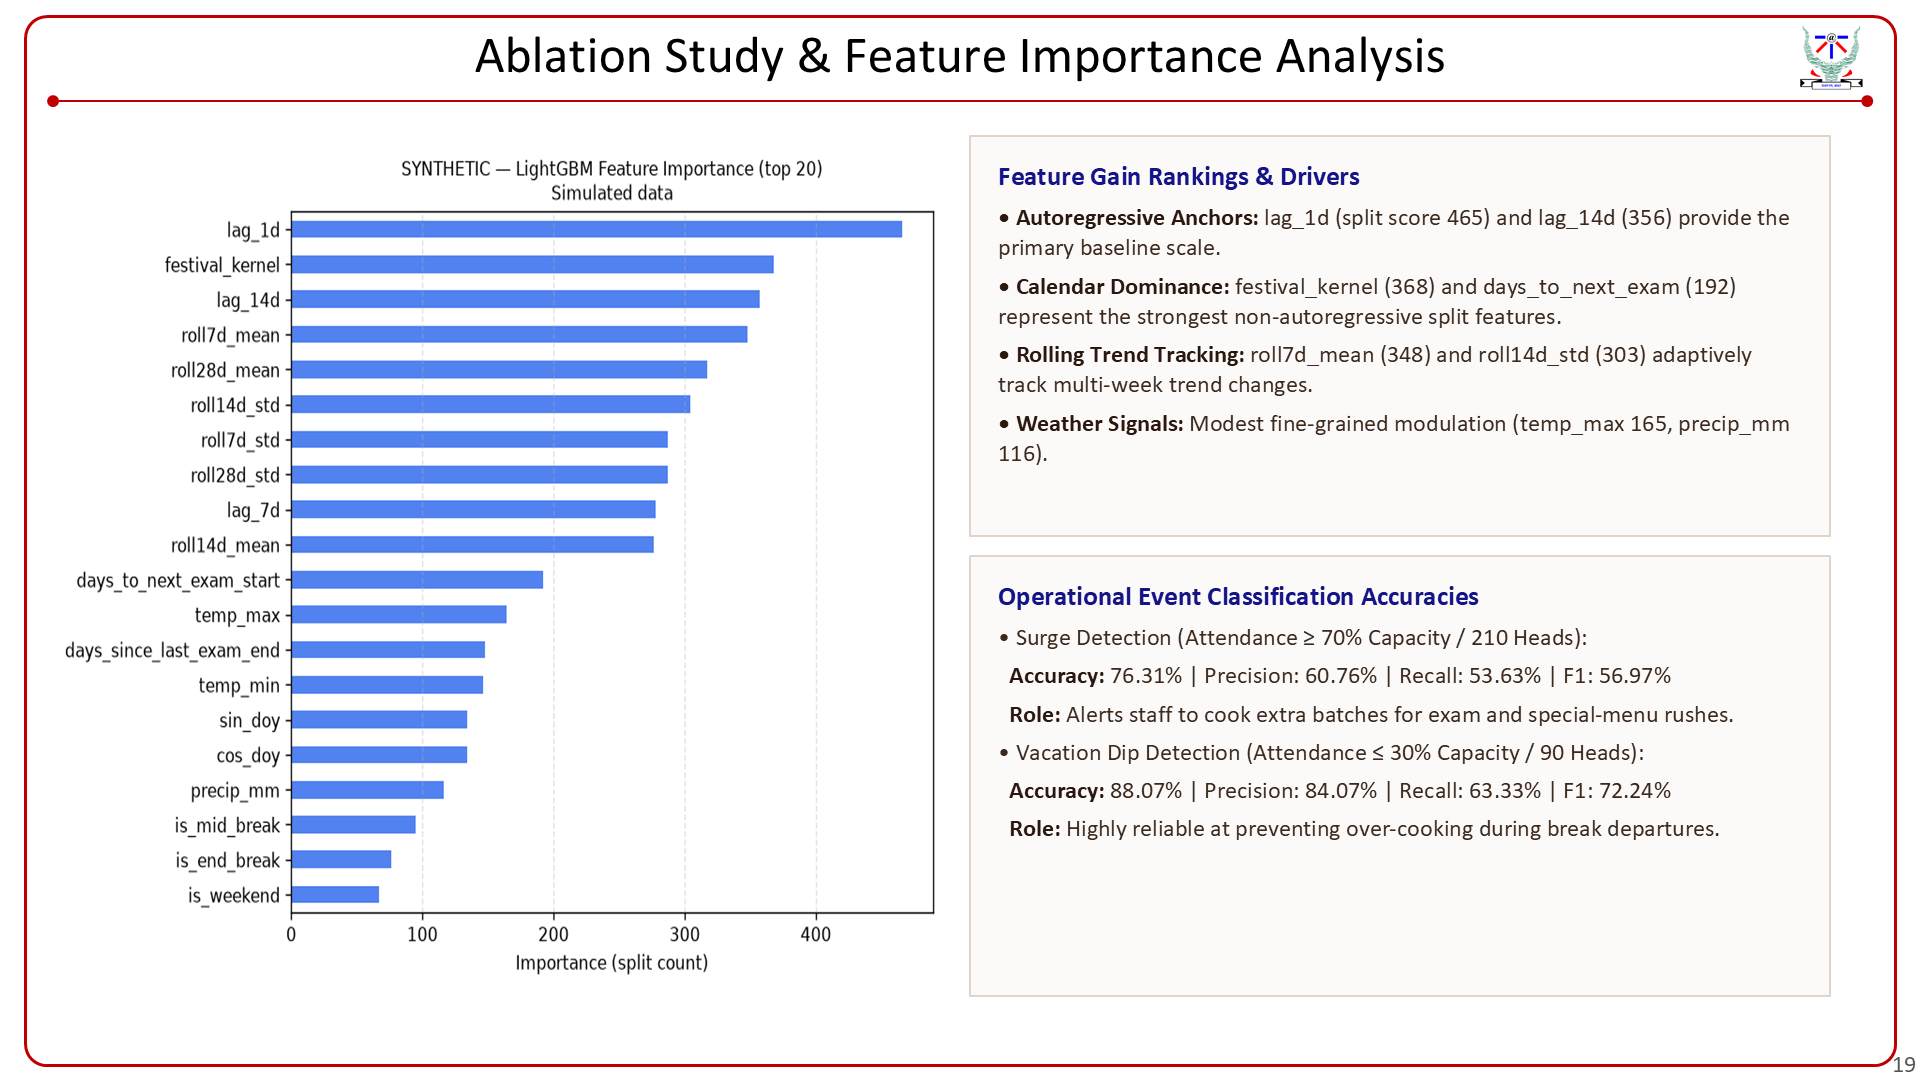 Ablation Study & Feature Importance Analysis
SYNTHETIC — LightGBM Feature Importance (top 20)
Simulated data
lag_1d
festival_kernel
lag_14d
roll7d_mean
roll28d_mean
roll14d_std
roll7d_std
roll28d_std
lag_7d
roll14d_mean
days_to_next_exam_start
temp_max
days_since_last_exam_end
temp_min
sin_doy
cos_doy
precip_mm
is_mid_break
is_end_break
is_weekend
0 100 200 300 400
Importance (split count)
Feature Gain Rankings & Drivers
• Autoregressive Anchors: lag_1d (split score 465) and lag_14d (356) provide the
primary baseline scale.
• Calendar Dominance: festival_kernel (368) and days_to_next_exam (192)
represent the strongest non-autoregressive split features.
• Rolling Trend Tracking: roll7d_mean (348) and roll14d_std (303) adaptively
track multi-week trend changes.
• Weather Signals: Modest fine-grained modulation (temp_max 165, precip_mm
116).
Operational Event Classification Accuracies
• Surge Detection (Attendance ≥ 70% Capacity / 210 Heads):
Accuracy: 76.31% | Precision: 60.76% | Recall: 53.63% | F1: 56.97%
Role: Alerts staff to cook extra batches for exam and special-menu rushes.
• Vacation Dip Detection (Attendance ≤ 30% Capacity / 90 Heads):
Accuracy: 88.07% | Precision: 84.07% | Recall: 63.33% | F1: 72.24%
Role: Highly reliable at preventing over-cooking during break departures.
19